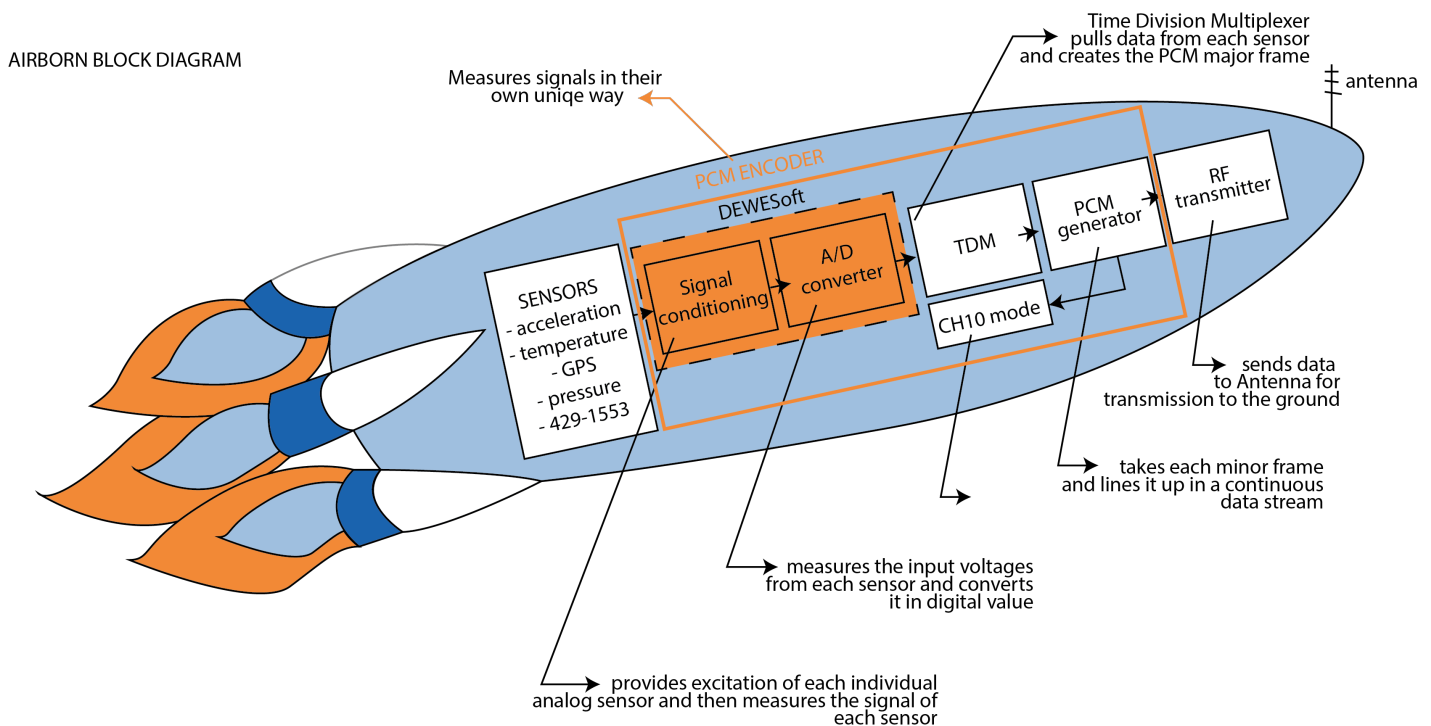 AIRBORN BLOCK DIAGRAM
Time Division Multiplexer
pulls data from each sensor
and creates the PCM major frame
Measures signals in their
own uniqe way
antenna
PCM ENCODER
DEWESoft
SENSORS
- acceleration
- temperature
- GPS
- pressure
- 429-1553
Signal
conditioning
A/D
converter
TDM
PCM
generator
RF
transmitter
CH10 mode
sends data
to Antenna for
transmission to the ground
takes each minor frame
and lines it up in a continuous
data stream
measures the input voltages
from each sensor and converts
it in digital value
provides excitation of each individual
analog sensor and then measures the signal of
each sensor